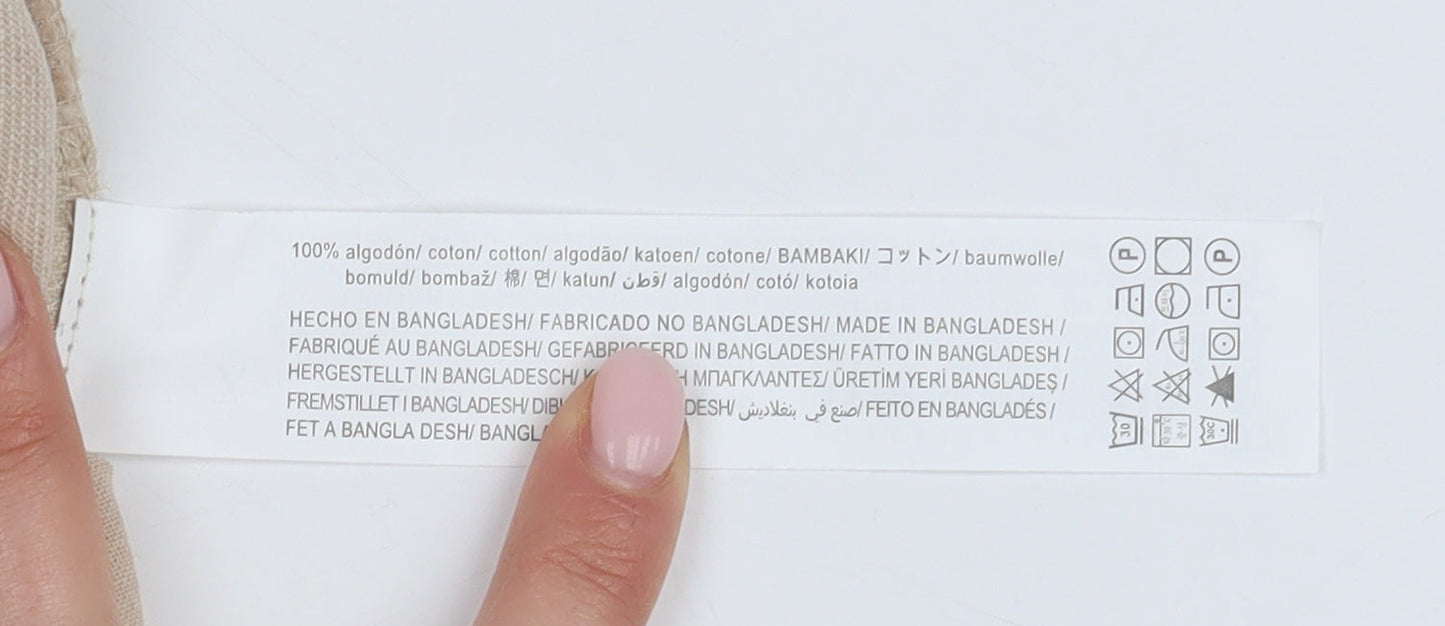 100% algodón/ coton/ cotton/ algodão/ katoen/ cotone/ BAMBAKI/ コットン/ baumwolle/
bomuld/ bombaž/ 棉/ 면/ katun/ قطن/ algodón/ cotó/ kotoia
HECHO EN BANGLADESH/ FABRICADO NO BANGLADESH/ MADE IN BANGLADESH /
FABRIQUÉ AU BANGLADESH/ GEFABRICEERD IN BANGLADESH/ FATTO IN BANGLADESH /
HERGESTELLT IN BANGLADESCH/ ΜΠΑΓΚΛΑΝΤΕΣ/ ÜRETİM YERİ BANGLADEŞ /
FREMSTILLET I BANGLADESH/ صنع في بنغلاديش/ FEITO EN BANGLADÉS /
FET A BANGLA DESH/
P P
30 30C